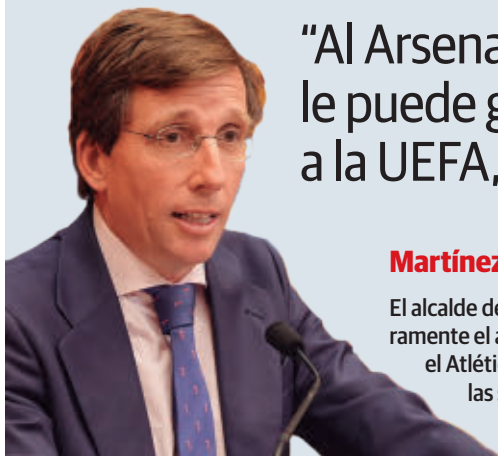 “Al Arsena
le puede g
a la UEFA,
Martínez
El alcalde de
ramente el a
el Atléti
las